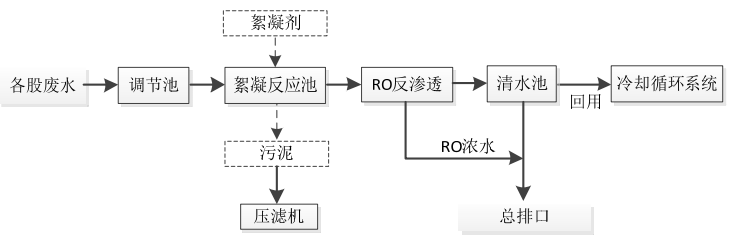 絮凝剂
各股废水
调节池
絮凝反应池
RO反渗透
清水池
冷却循环系统
回用
污泥
RO浓水
压滤机
总排口